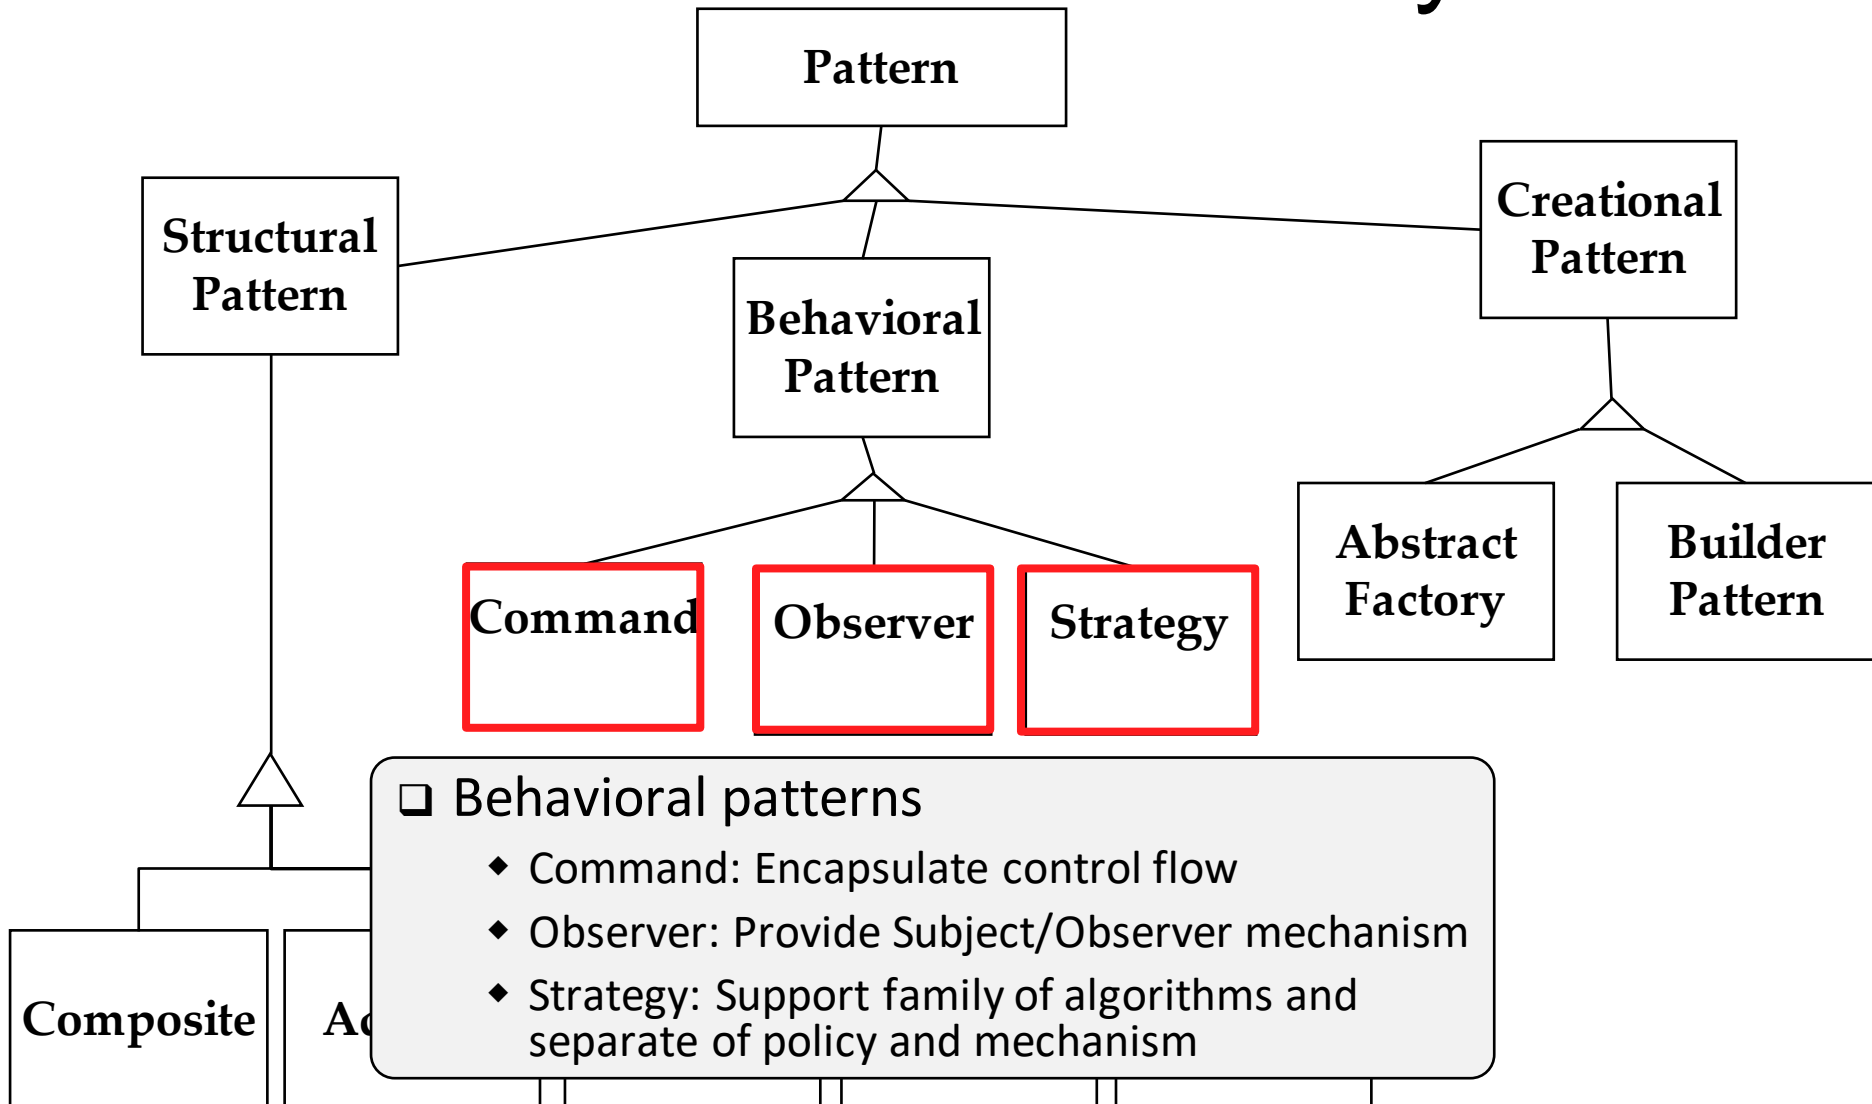 Pattern
Structural
Pattern
Behavioral
Pattern
Creational
Pattern
Command
Observer
Strategy
Abstract
Factory
Builder
Pattern
❑ Behavioral patterns
◆ Command: Encapsulate control flow
◆ Observer: Provide Subject/Observer mechanism
◆ Strategy: Support family of algorithms and
separate of policy and mechanism
Composite